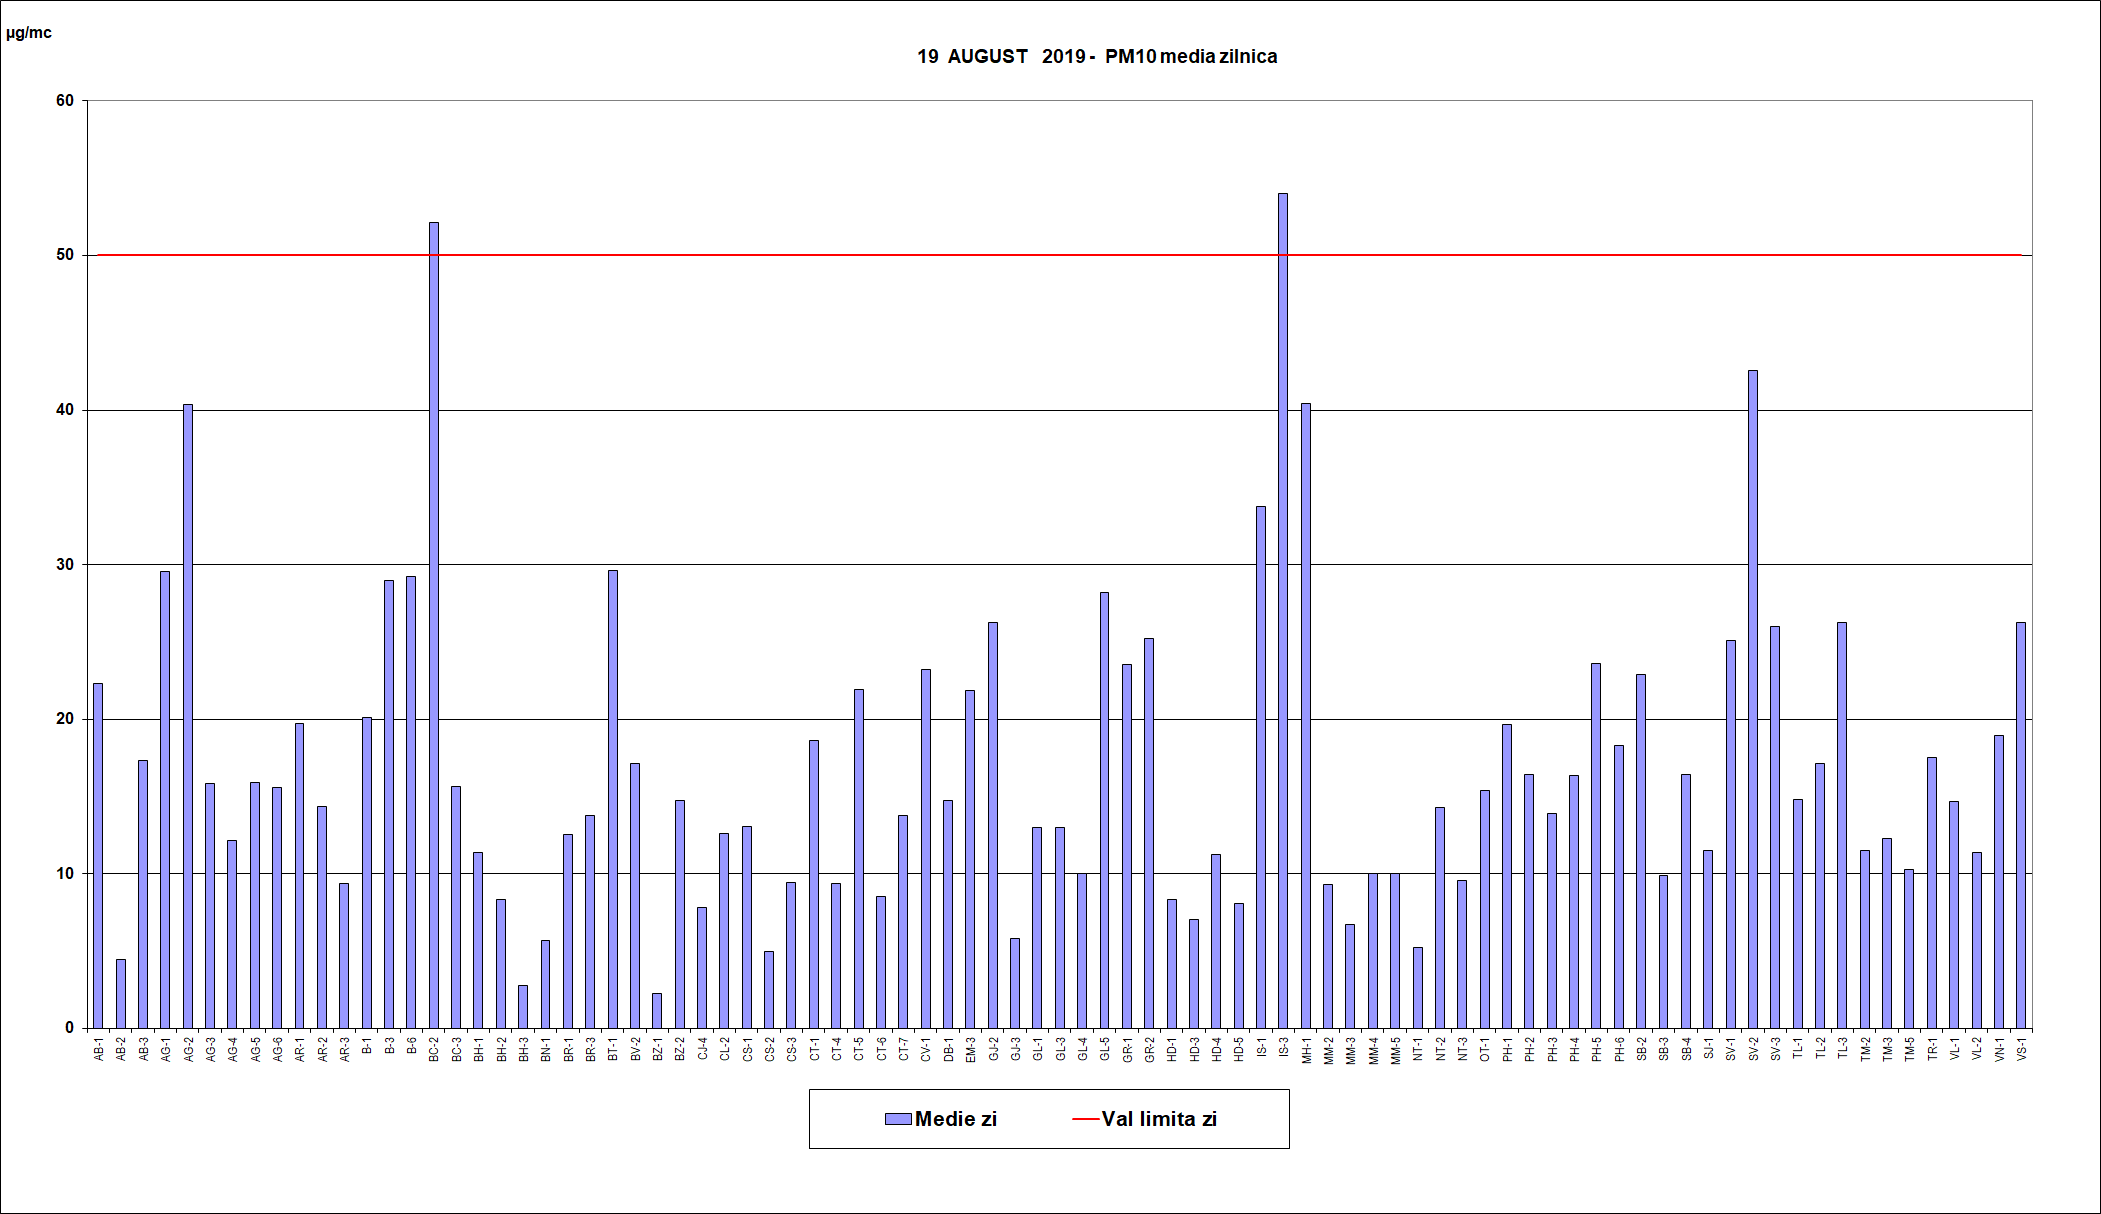 µg/mc
19 AUGUST 2019 - PM10 media zilnica
60
50
40
30
20
10
0
AB-1 AB-2 AB-3 AG-1 AG-2 AG-3 AG-4 AG-5 AG-6 AR-1 AR-2 AR-3 B-1 B-3 B-6 BC-2 BC-3 BH-1 BH-2 BH-3 BN-1 BR-1 BR-3 BT-1 BV-2 BZ-1 BZ-2 CJ-4 CL-2 CS-1 CS-2 CS-3 CT-1 CT-4 CT-5 CT-6 CT-7 CV-1 DB-1 EM-3 GJ-2 GJ-3 GL-1 GL-3 GL-4 GL-5 GR-1 GR-2 HD-1 HD-3 HD-4 HD-5 IS-1 IS-3 MH-1 MM-2 MM-3 MM-4 MM-5 NT-1 NT-2 NT-3 OT-1 PH-1 PH-2 PH-3 PH-4 PH-5 PH-6 SB-2 SB-3 SB-4 SJ-1 SV-1 SV-2 SV-3 TL-1 TL-2 TL-3 TM-2 TM-3 TM-5 TR-1 VL-1 VL-2 VN-1 VS-1
Medie zi Val limita zi